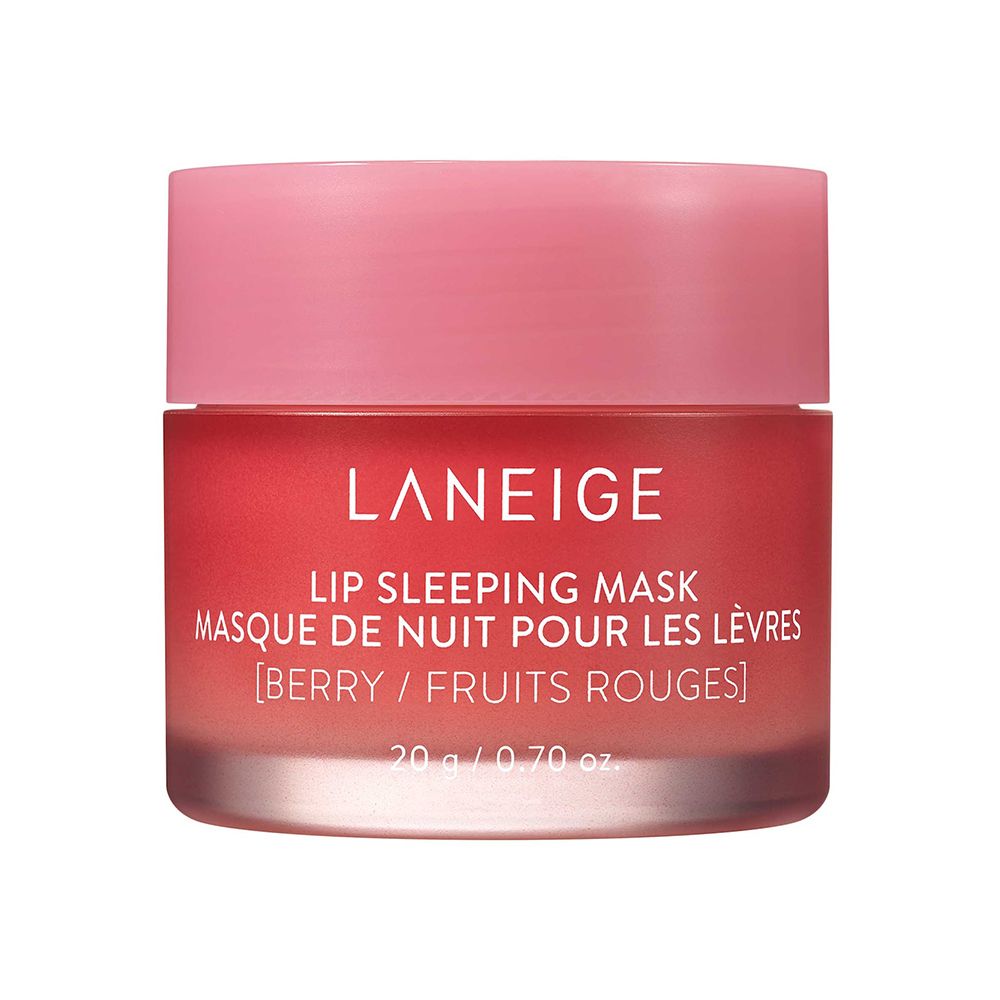 LANEIGE
LIP SLEEPING MASK
MASQUE DE NUIT POUR LES LÈVRES
[BERRY / FRUITS ROUGES]
20 g / 0.70 oz.